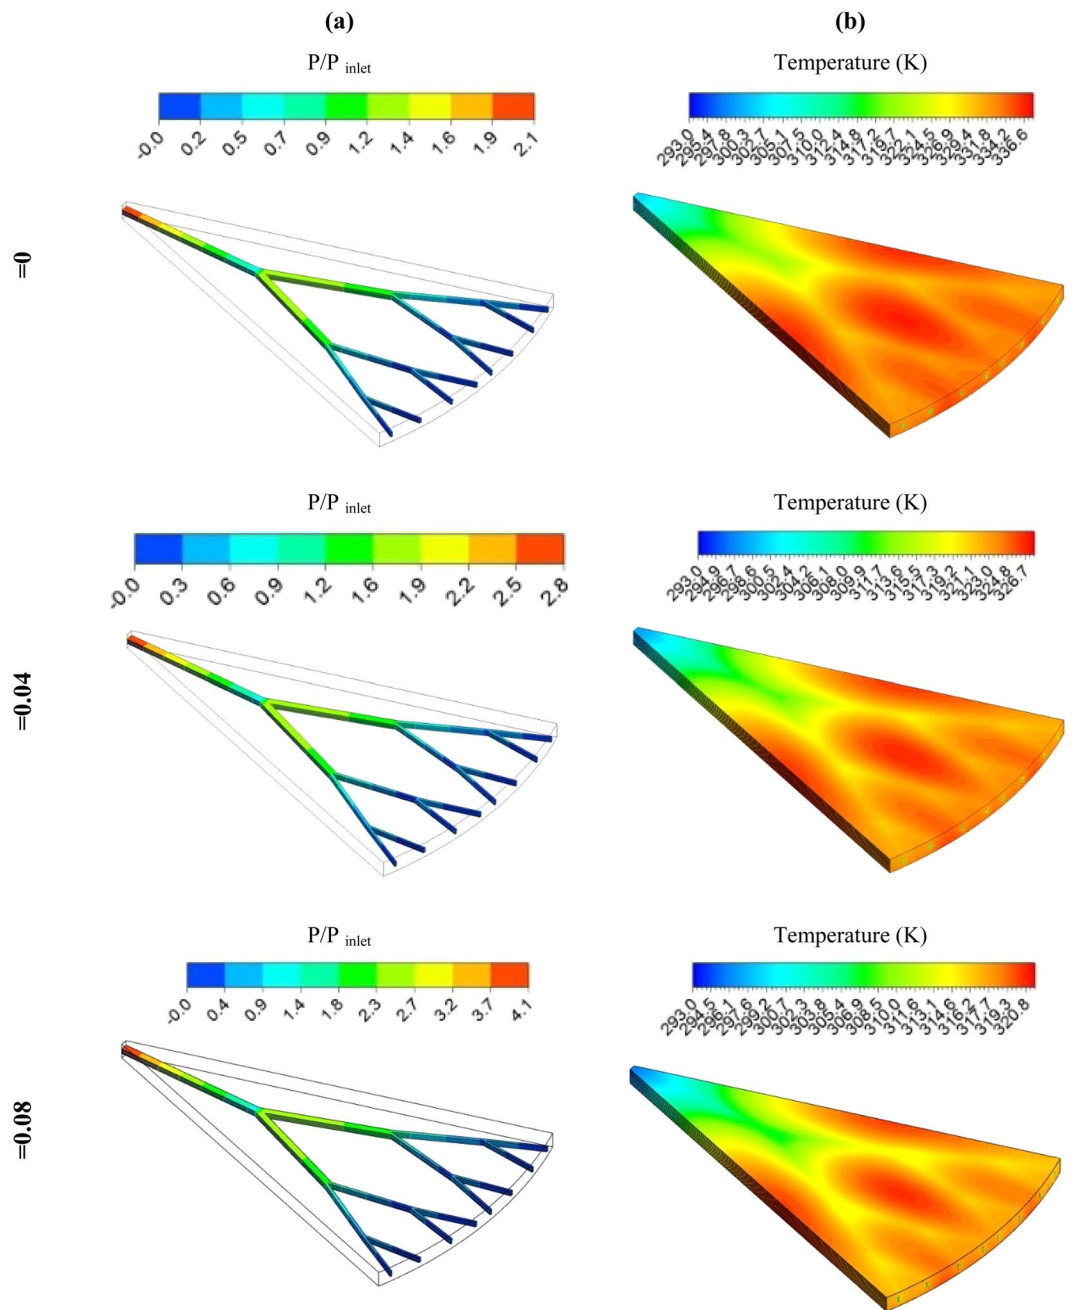 (a) (b)
P/P inlet Temperature (K)
-0.0 0.2 0.5 0.7 0.9 1.2 1.4 1.6 1.9 2.1
293.0 295.4 297.8 300.3 302.7 305.1 307.5 310.0 312.4 314.8 317.2 319.7 322.1 324.5 326.9 329.4 331.8 334.2 336.6
=0
P/P inlet Temperature (K)
-0.0 0.3 0.6 0.9 1.2 1.6 1.9 2.2 2.5 2.8
293.0 294.9 296.7 298.6 300.5 302.4 304.2 306.1 308.0 309.9 311.7 313.6 315.5 317.3 319.2 321.1 323.0 324.8 326.7
=0.04
P/P inlet Temperature (K)
-0.0 0.4 0.9 1.4 1.8 2.3 2.7 3.2 3.7 4.1
293.0 294.5 296.1 297.6 299.2 300.7 302.3 303.8 305.4 306.9 308.5 310.0 311.6 313.1 314.6 316.2 317.7 319.3 320.8
=0.08